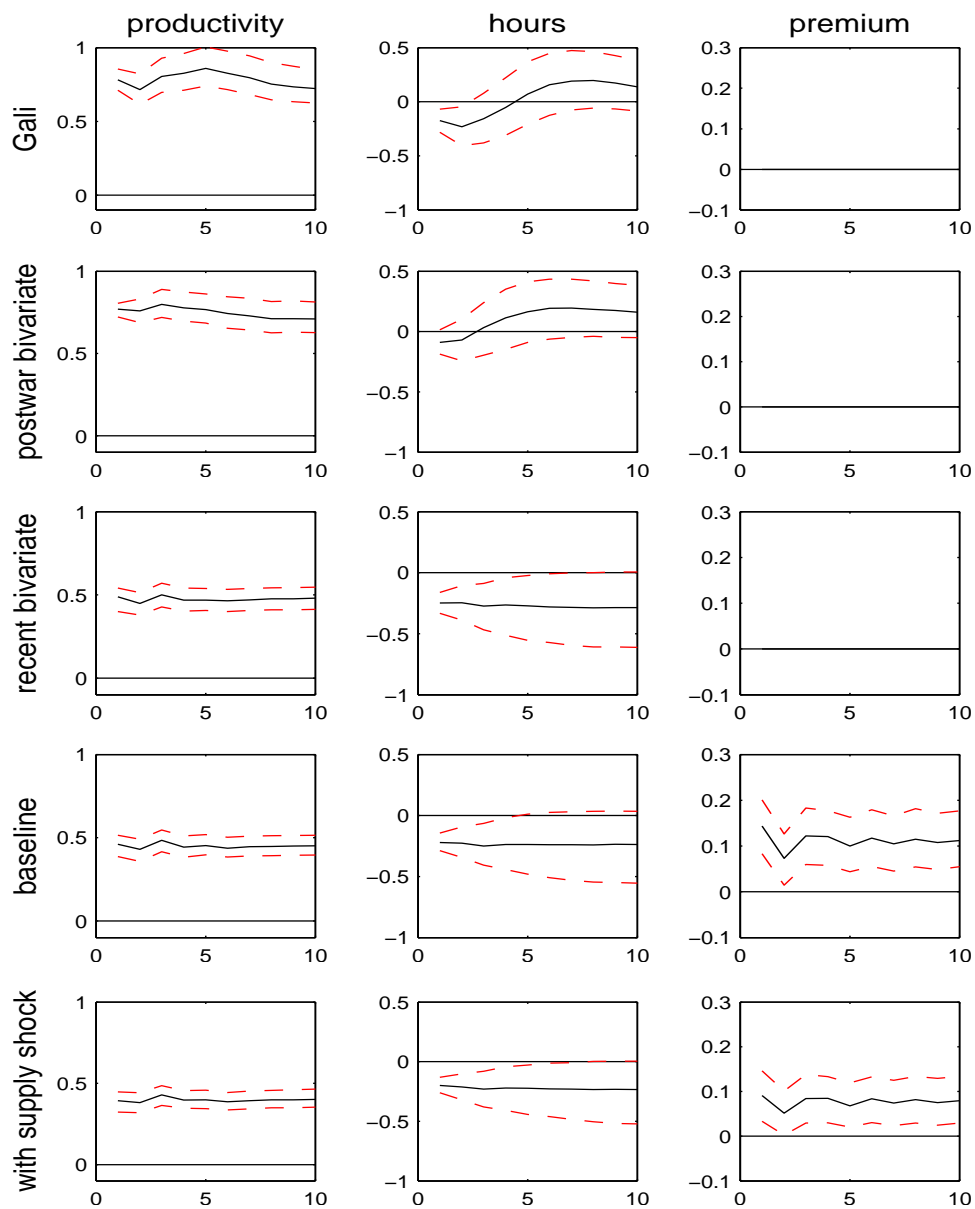 productivity hours premium
1 0.5 0.3
0.5 0 0.2
−0.5 0.1
0 0
−1 −0.1
0 5 10 0 5 10 0 5 10
Gali
1 0.5 0.3
0.5 0 0.2
−0.5 0.1
0 0
−1 −0.1
0 5 10 0 5 10 0 5 10
postwar bivariate
1 0.5 0.3
0.5 0 0.2
−0.5 0.1
0 0
−1 −0.1
0 5 10 0 5 10 0 5 10
recent bivariate
1 0.5 0.3
0.5 0 0.2
−0.5 0.1
0 0
−1 −0.1
0 5 10 0 5 10 0 5 10
baseline
1 0.5 0.3
0.5 0 0.2
−0.5 0.1
0 0
−1 −0.1
0 5 10 0 5 10 0 5 10
with supply shock